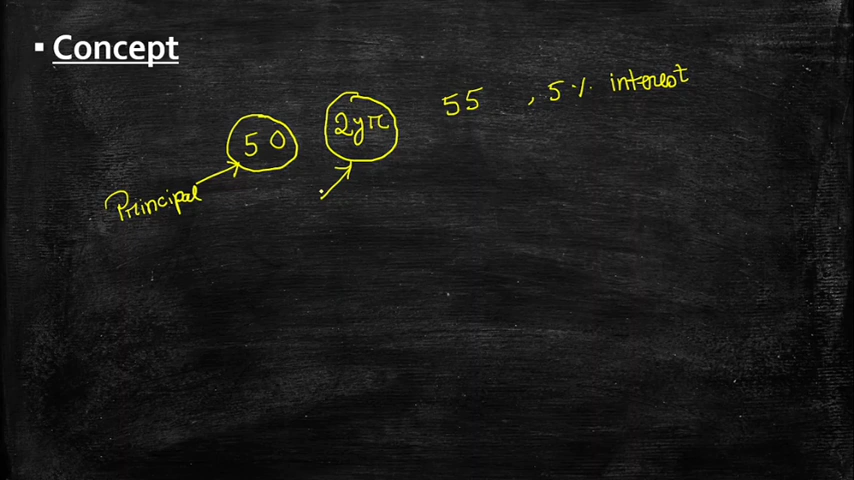 ▪ Concept
50 2yr 55 , 5% interest
Principal